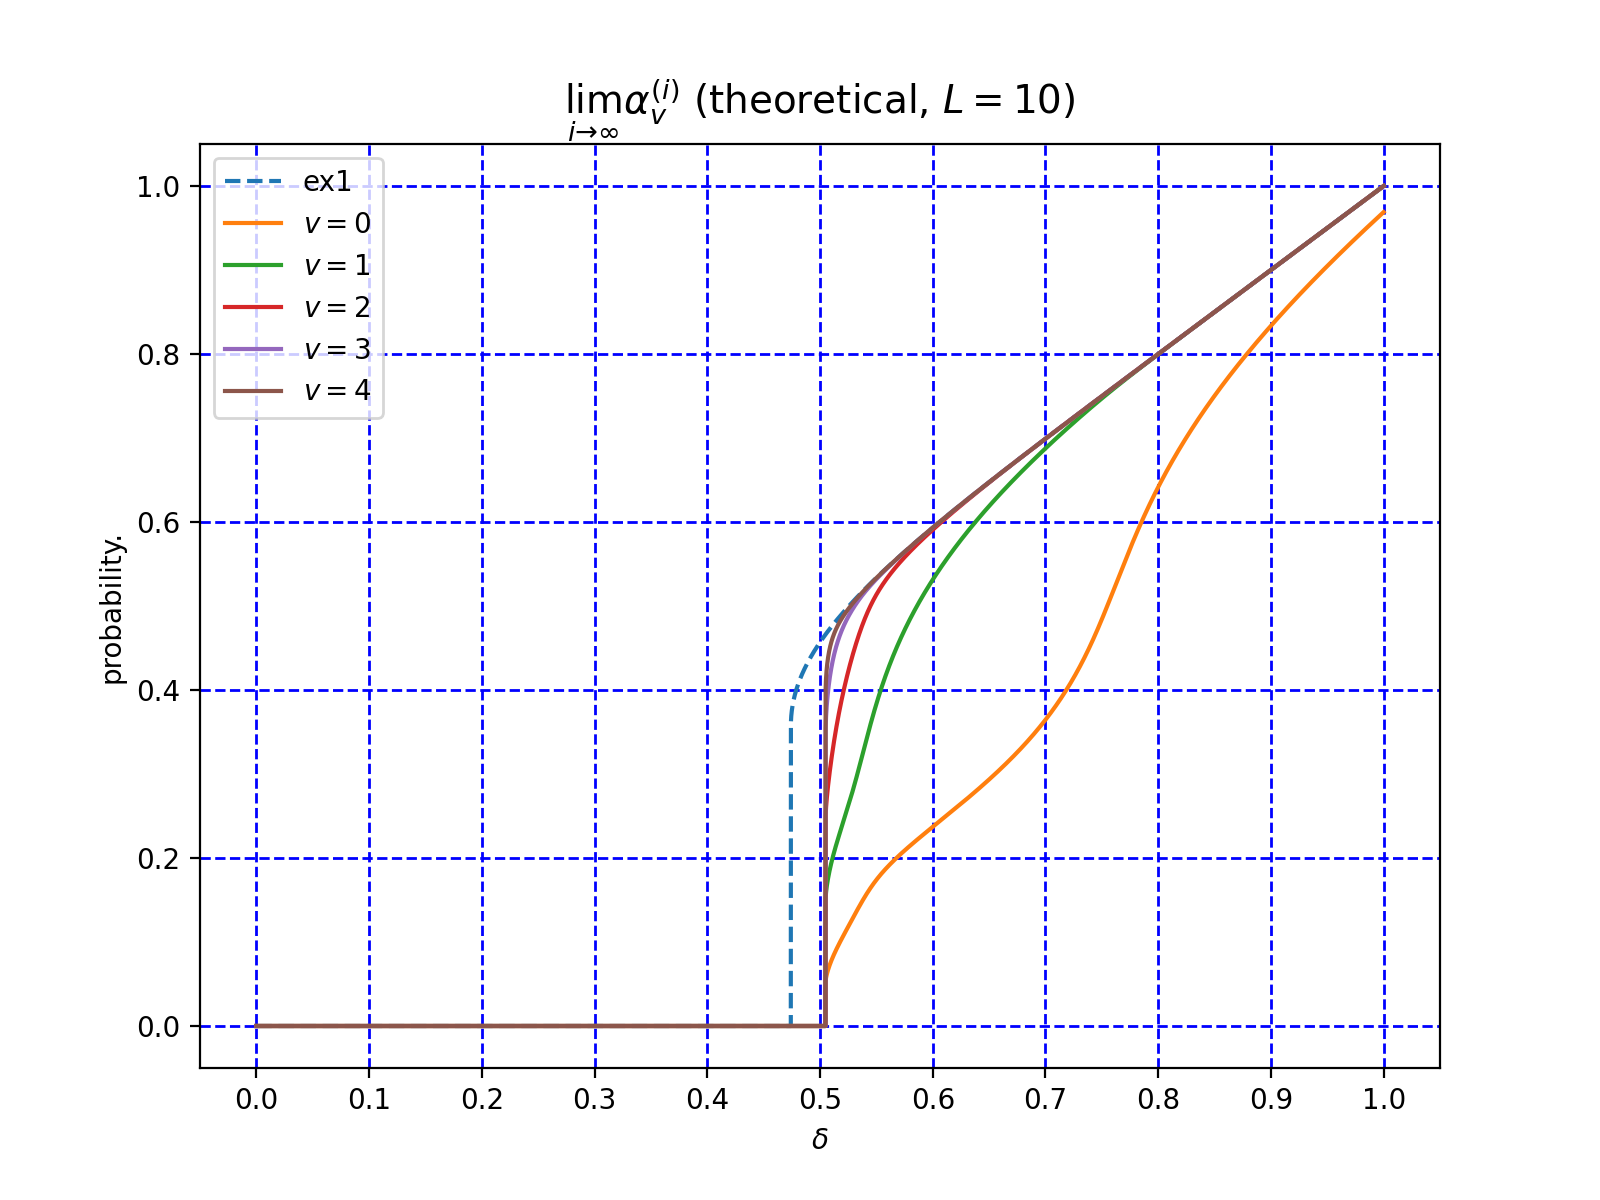 lim α_v^(i) (theoretical, L = 10)
i→∞
ex1
v = 0
v = 1
v = 2
v = 3
v = 4
probability.
1.0
0.8
0.6
0.4
0.2
0.0
0.0 0.1 0.2 0.3 0.4 0.5 0.6 0.7 0.8 0.9 1.0
δ